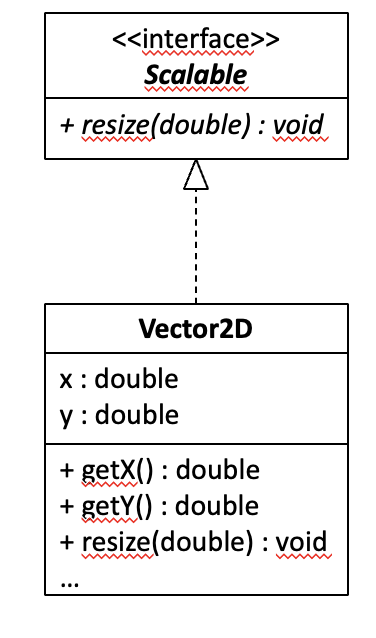 <<interface>>
Scalable
+ resize(double) : void
Vector2D
x : double
y : double
+ getX() : double
+ getY() : double
+ resize(double) : void
...